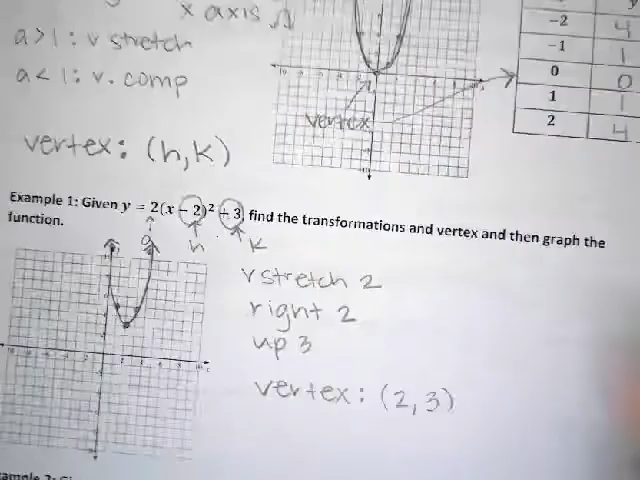 x axis
a>1: v stretch
a<1: v. comp
vertex: (h,k)
vertex
y
-2 4
-1 1
0 0
1 1
2 4
Example 1: Given y = 2(x − 2)² + 3, find the transformations and vertex and then graph the
function.
a h k
v stretch 2
right 2
up 3
vertex: (2,3)